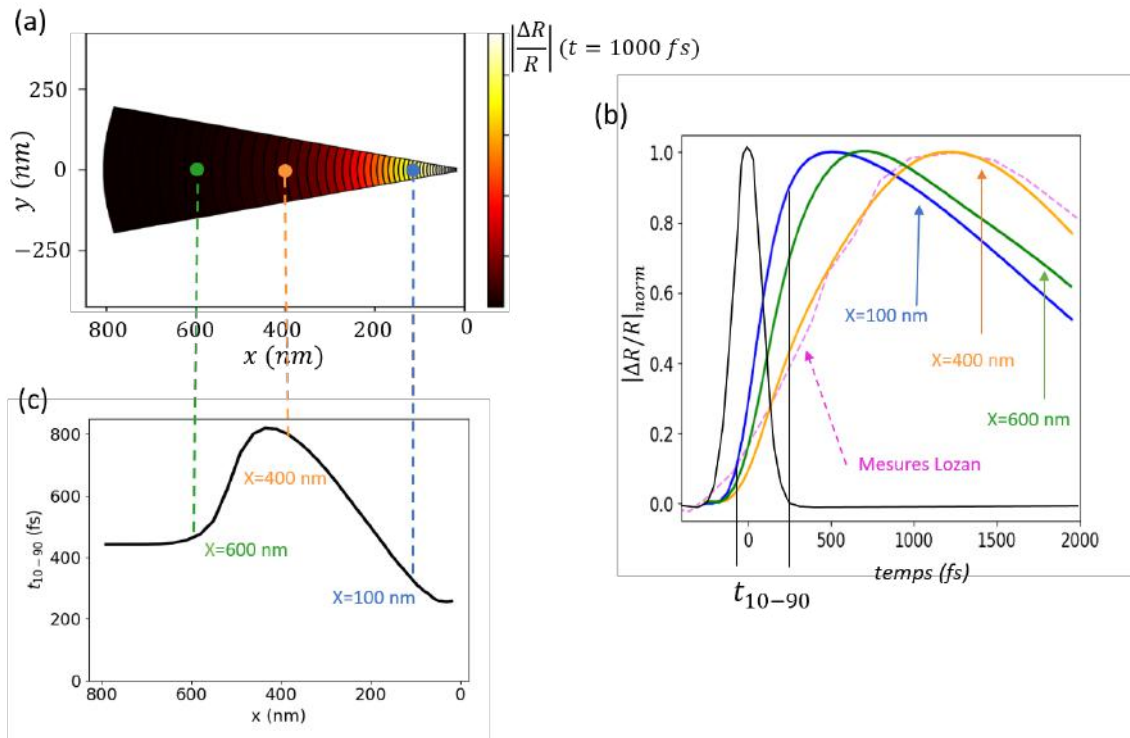 (a)
|ΔR/R| (t = 1000 fs)
250
0
−250
y (nm)
800 600 400 200 0
x (nm)
(b)
1.0
0.8
0.6
0.4
0.2
0.0
|ΔR/R|norm
X=100 nm
X=400 nm
X=600 nm
Mesures Lozan
0 500 1000 1500 2000
temps (fs)
t10−90
(c)
800
600
400
200
0
t10−90 (fs)
X=400 nm
X=600 nm
X=100 nm
800 600 400 200 0
x (nm)